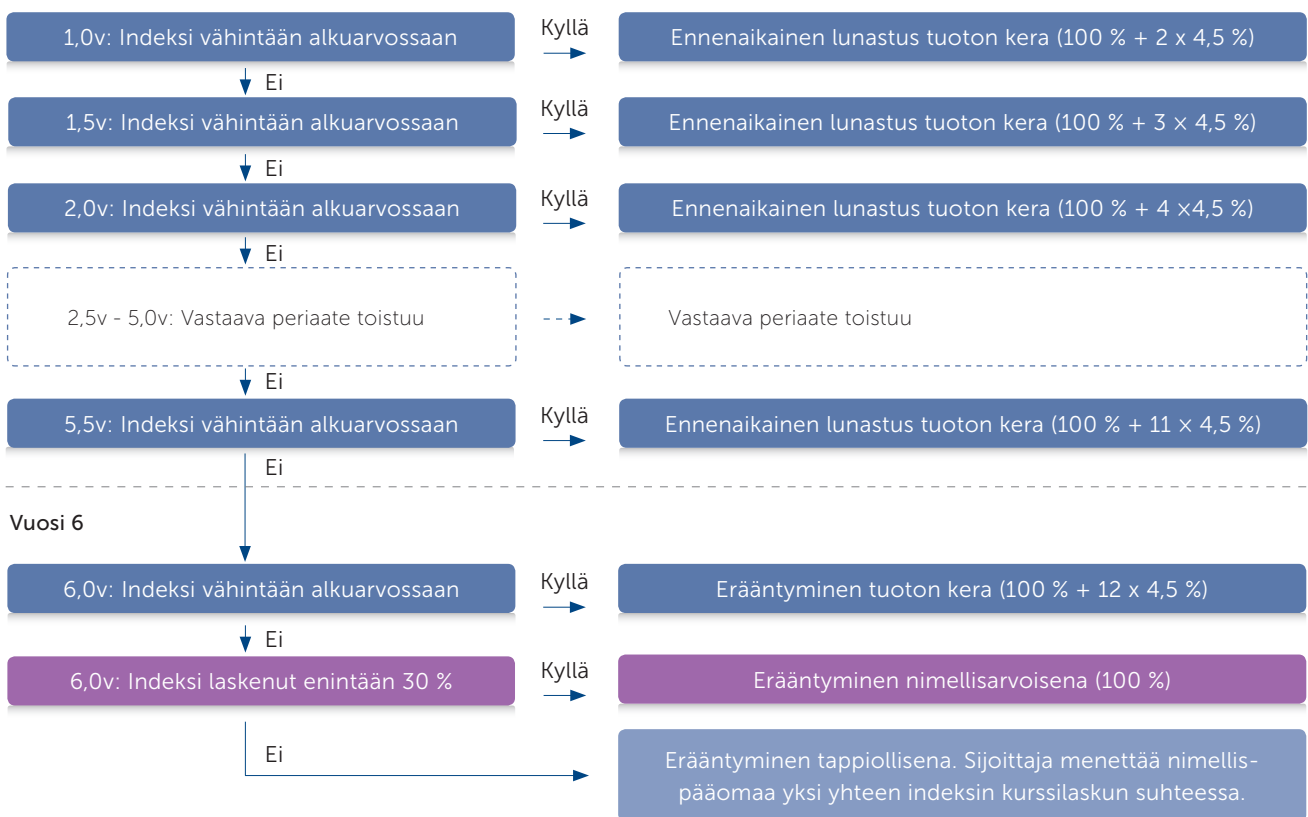 1,0v: Indeksi vähintään alkuarvossaan
Kyllä
Ennenaikainen lunastus tuoton kera (100 % + 2 x 4,5 %)
Ei
1,5v: Indeksi vähintään alkuarvossaan
Kyllä
Ennenaikainen lunastus tuoton kera (100 % + 3 × 4,5 %)
Ei
2,0v: Indeksi vähintään alkuarvossaan
Kyllä
Ennenaikainen lunastus tuoton kera (100 % + 4 ×4,5 %)
Ei
2,5v - 5,0v: Vastaava periaate toistuu
Vastaava periaate toistuu
Ei
5,5v: Indeksi vähintään alkuarvossaan
Kyllä
Ennenaikainen lunastus tuoton kera (100 % + 11 × 4,5 %)
Ei
Vuosi 6
6,0v: Indeksi vähintään alkuarvossaan
Kyllä
Erääntyminen tuoton kera (100 % + 12 x 4,5 %)
Ei
6,0v: Indeksi laskenut enintään 30 %
Kyllä
Erääntyminen nimellisarvoisena (100 %)
Ei
Erääntyminen tappiollisena. Sijoittaja menettää nimellis-
pääomaa yksi yhteen indeksin kurssilaskun suhteessa.